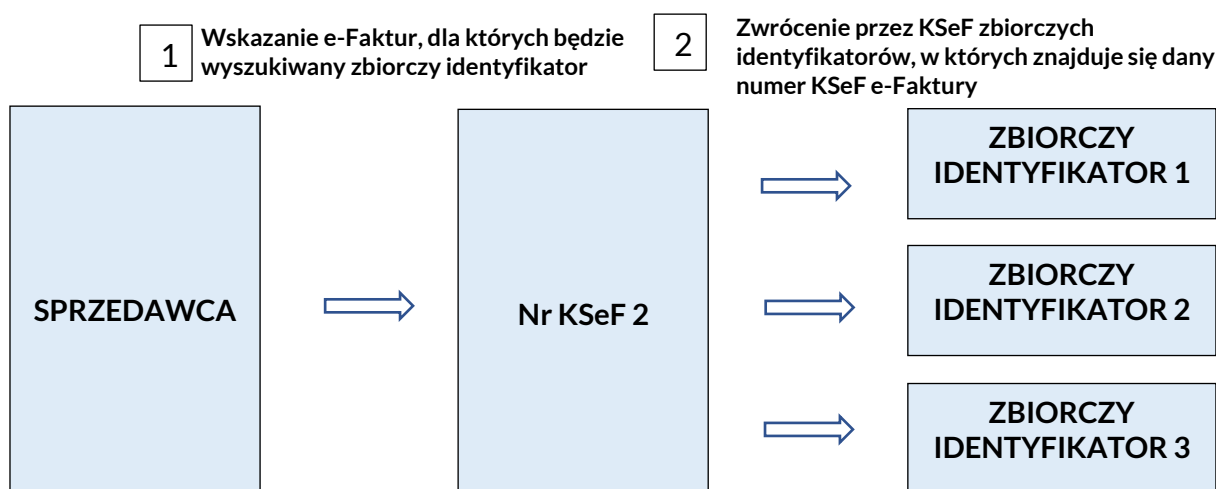 1
Wskazanie e-Faktur, dla których będzie
wyszukiwany zbiorczy identyfikator
2
Zwrócenie przez KSeF zbiorczych
identyfikatorów, w których znajduje się dany
numer KSeF e-Faktury
SPRZEDAWCA
Nr KSeF 2
ZBIORCZY
IDENTYFIKATOR 1
ZBIORCZY
IDENTYFIKATOR 2
ZBIORCZY
IDENTYFIKATOR 3